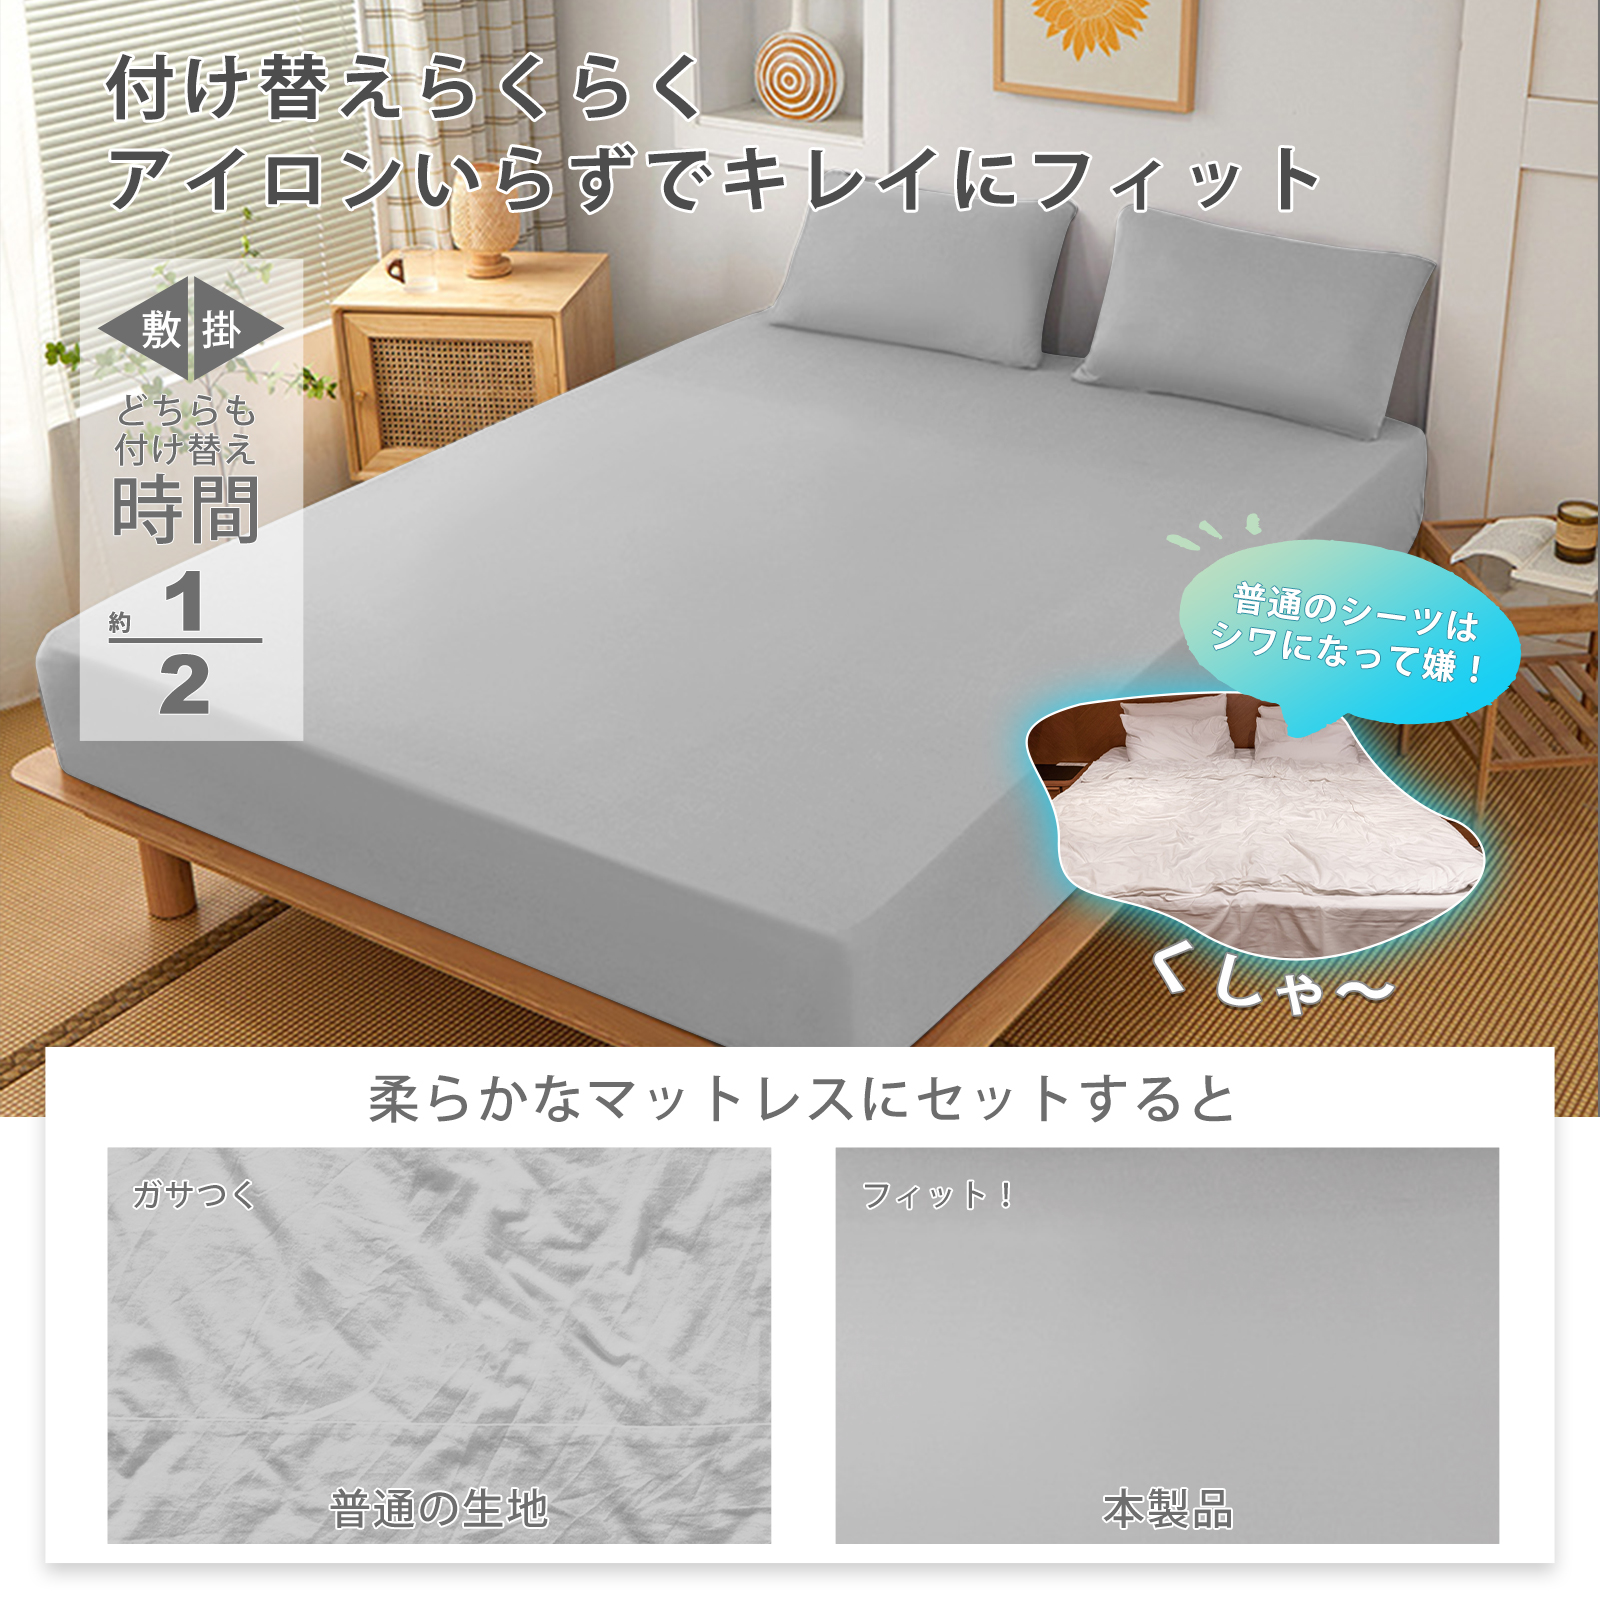 付け替えらくらく
アイロンいらずでキレイにフィット
敷 掛
どちらも
付け替え
時間
約 1
2
普通のシーツは
シワになって嫌！
くしゃ～
柔らかなマットレスにセットすると
ガサつく
フィット！
普通の生地
本製品